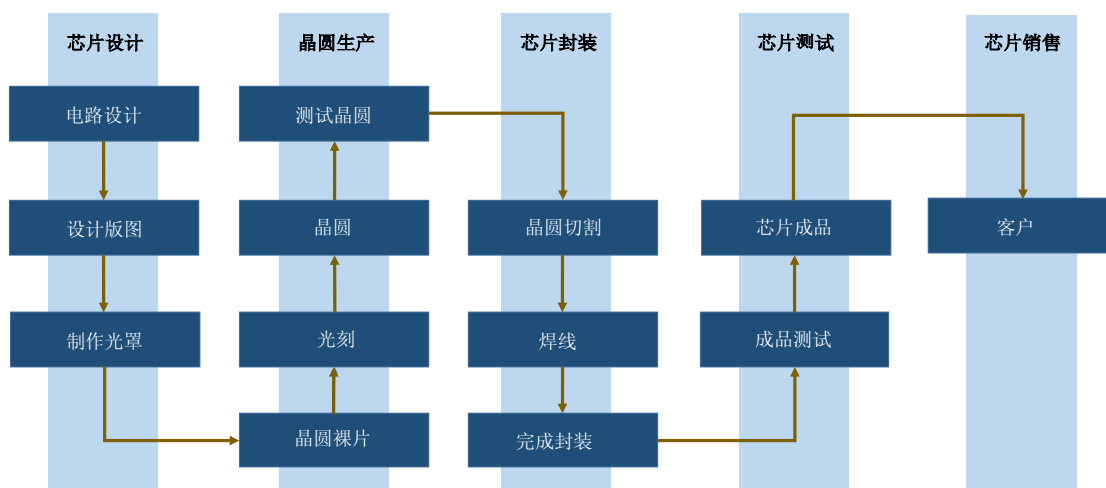 芯片设计
晶圆生产
芯片封装
芯片测试
芯片销售
电路设计
设计版图
制作光罩
测试晶圆
晶圆
光刻
晶圆裸片
晶圆切割
焊线
完成封装
芯片成品
成品测试
客户